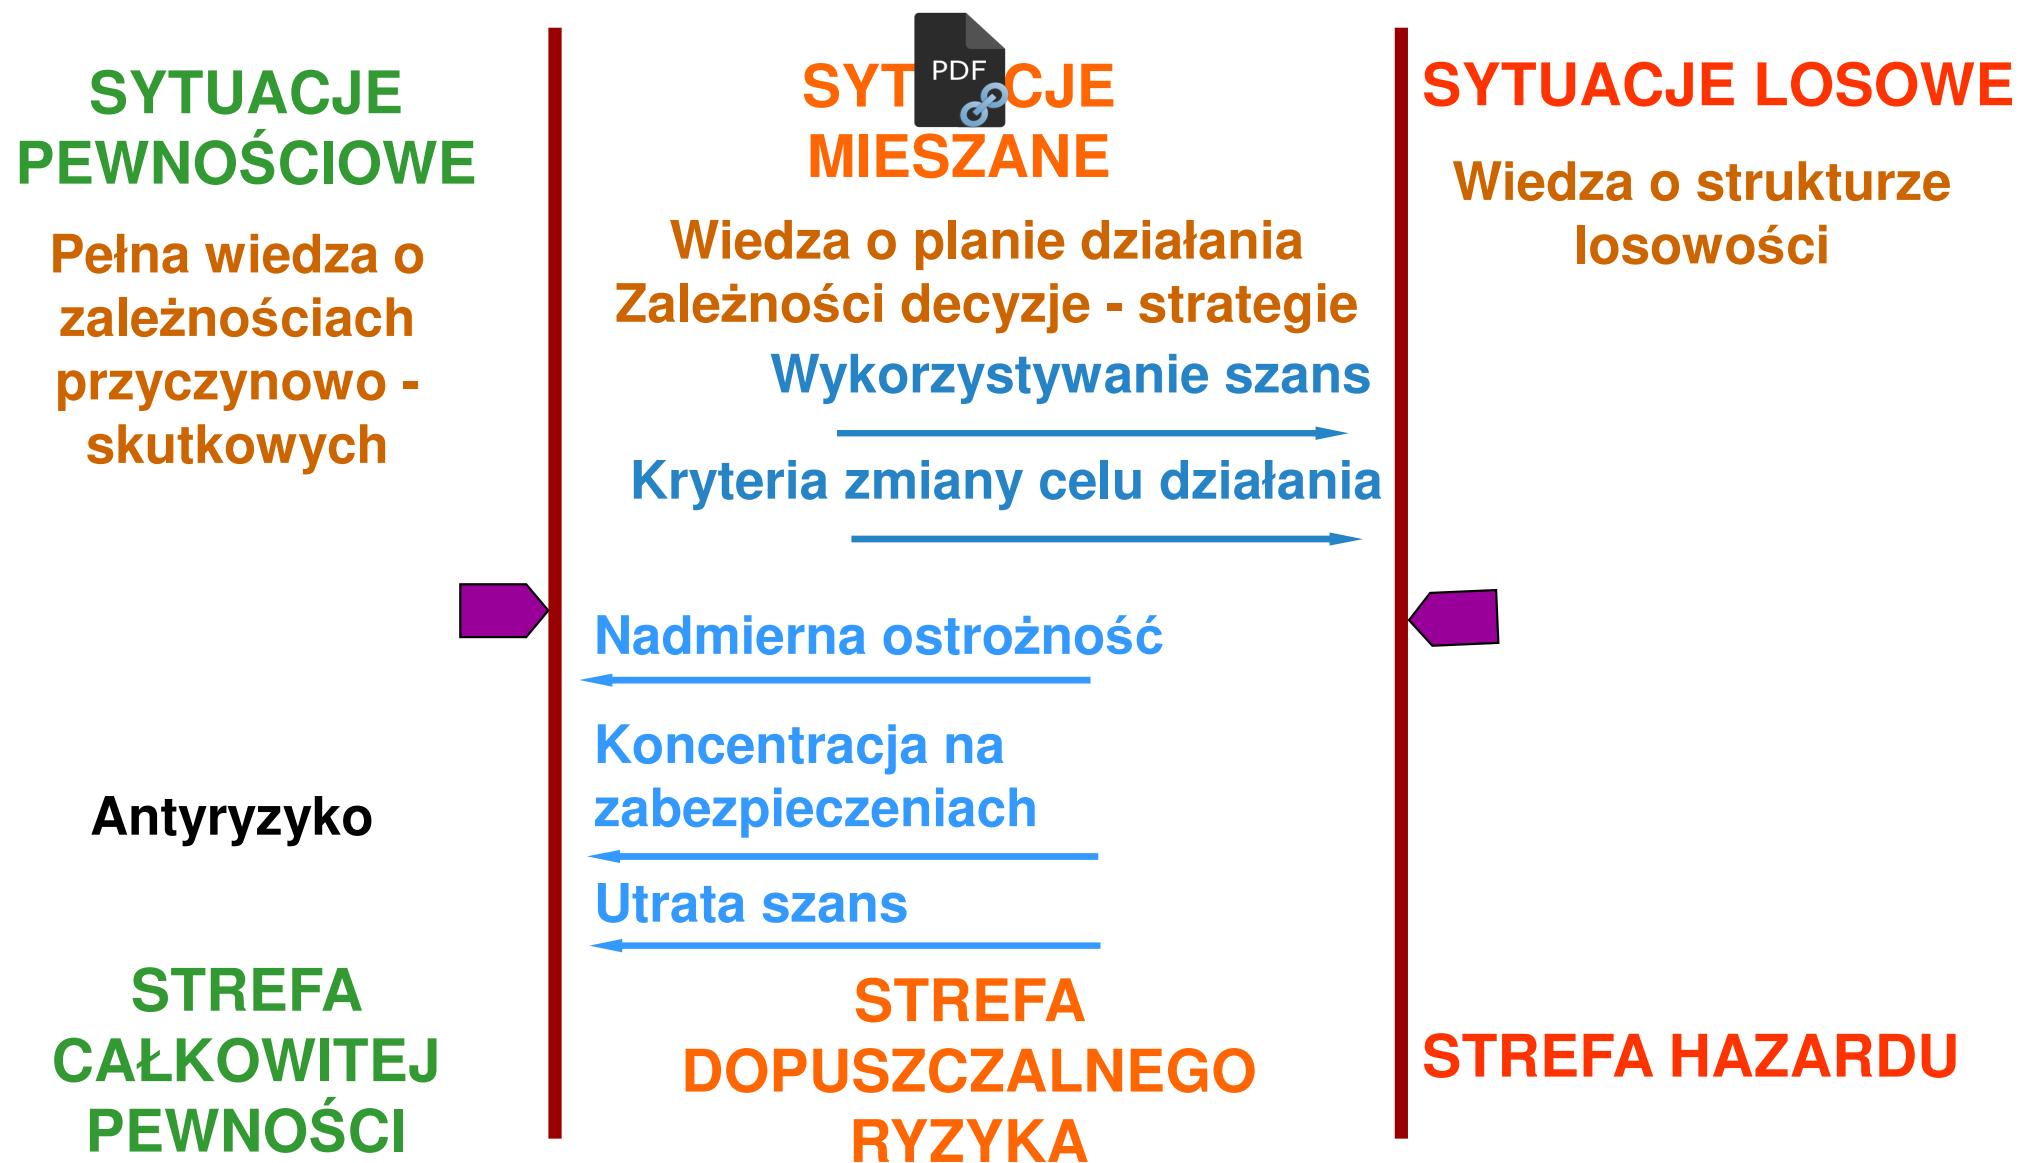 SYTUACJE
PEWNOŚCIOWE
Pełna wiedza o
zależnościach
przyczynowo -
skutkowych
Antyryzyko
STREFA
CAŁKOWITEJ
PEWNOŚCI
PDF
MIESZANE
Wiedza o planie działania
Zależności decyzje - strategie
Wykorzystywanie szans
Kryteria zmiany celu działania
Nadmierna ostrożność
Koncentracja na
zabezpieczeniach
Utrata szans
STREFA
DOPUSZCZALNEGO
RYZYKA
SYTUACJE LOSOWE
Wiedza o strukturze
losowości
STREFA HAZARDU